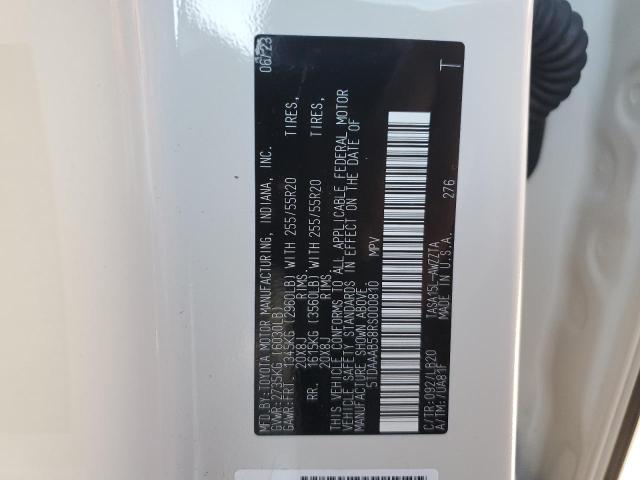 MFD.BY:TOYOTA MOTOR MANUFACTURING, INDIANA, INC. 06/23
GVWR:2735KG (6030LB)
GAWR:FRT. 1345KG (2960LB) WITH 255/55R20 TIRES,
20X8J RIMS.
RR. 1615KG (3560LB) WITH 255/55R20 TIRES,
20X8J RIMS.
THIS VEHICLE CONFORMS TO ALL APPLICABLE FEDERAL MOTOR
VEHICLE SAFETY STANDARDS IN EFFECT ON THE DATE OF
MANUFACTURE SHOWN ABOVE.
5TDAAAB58RS000810 MPV
T
C/TR:092/LB20 TASA15L-AWZZTA 276
A/TM:/UA81F MADE IN U.S.A.